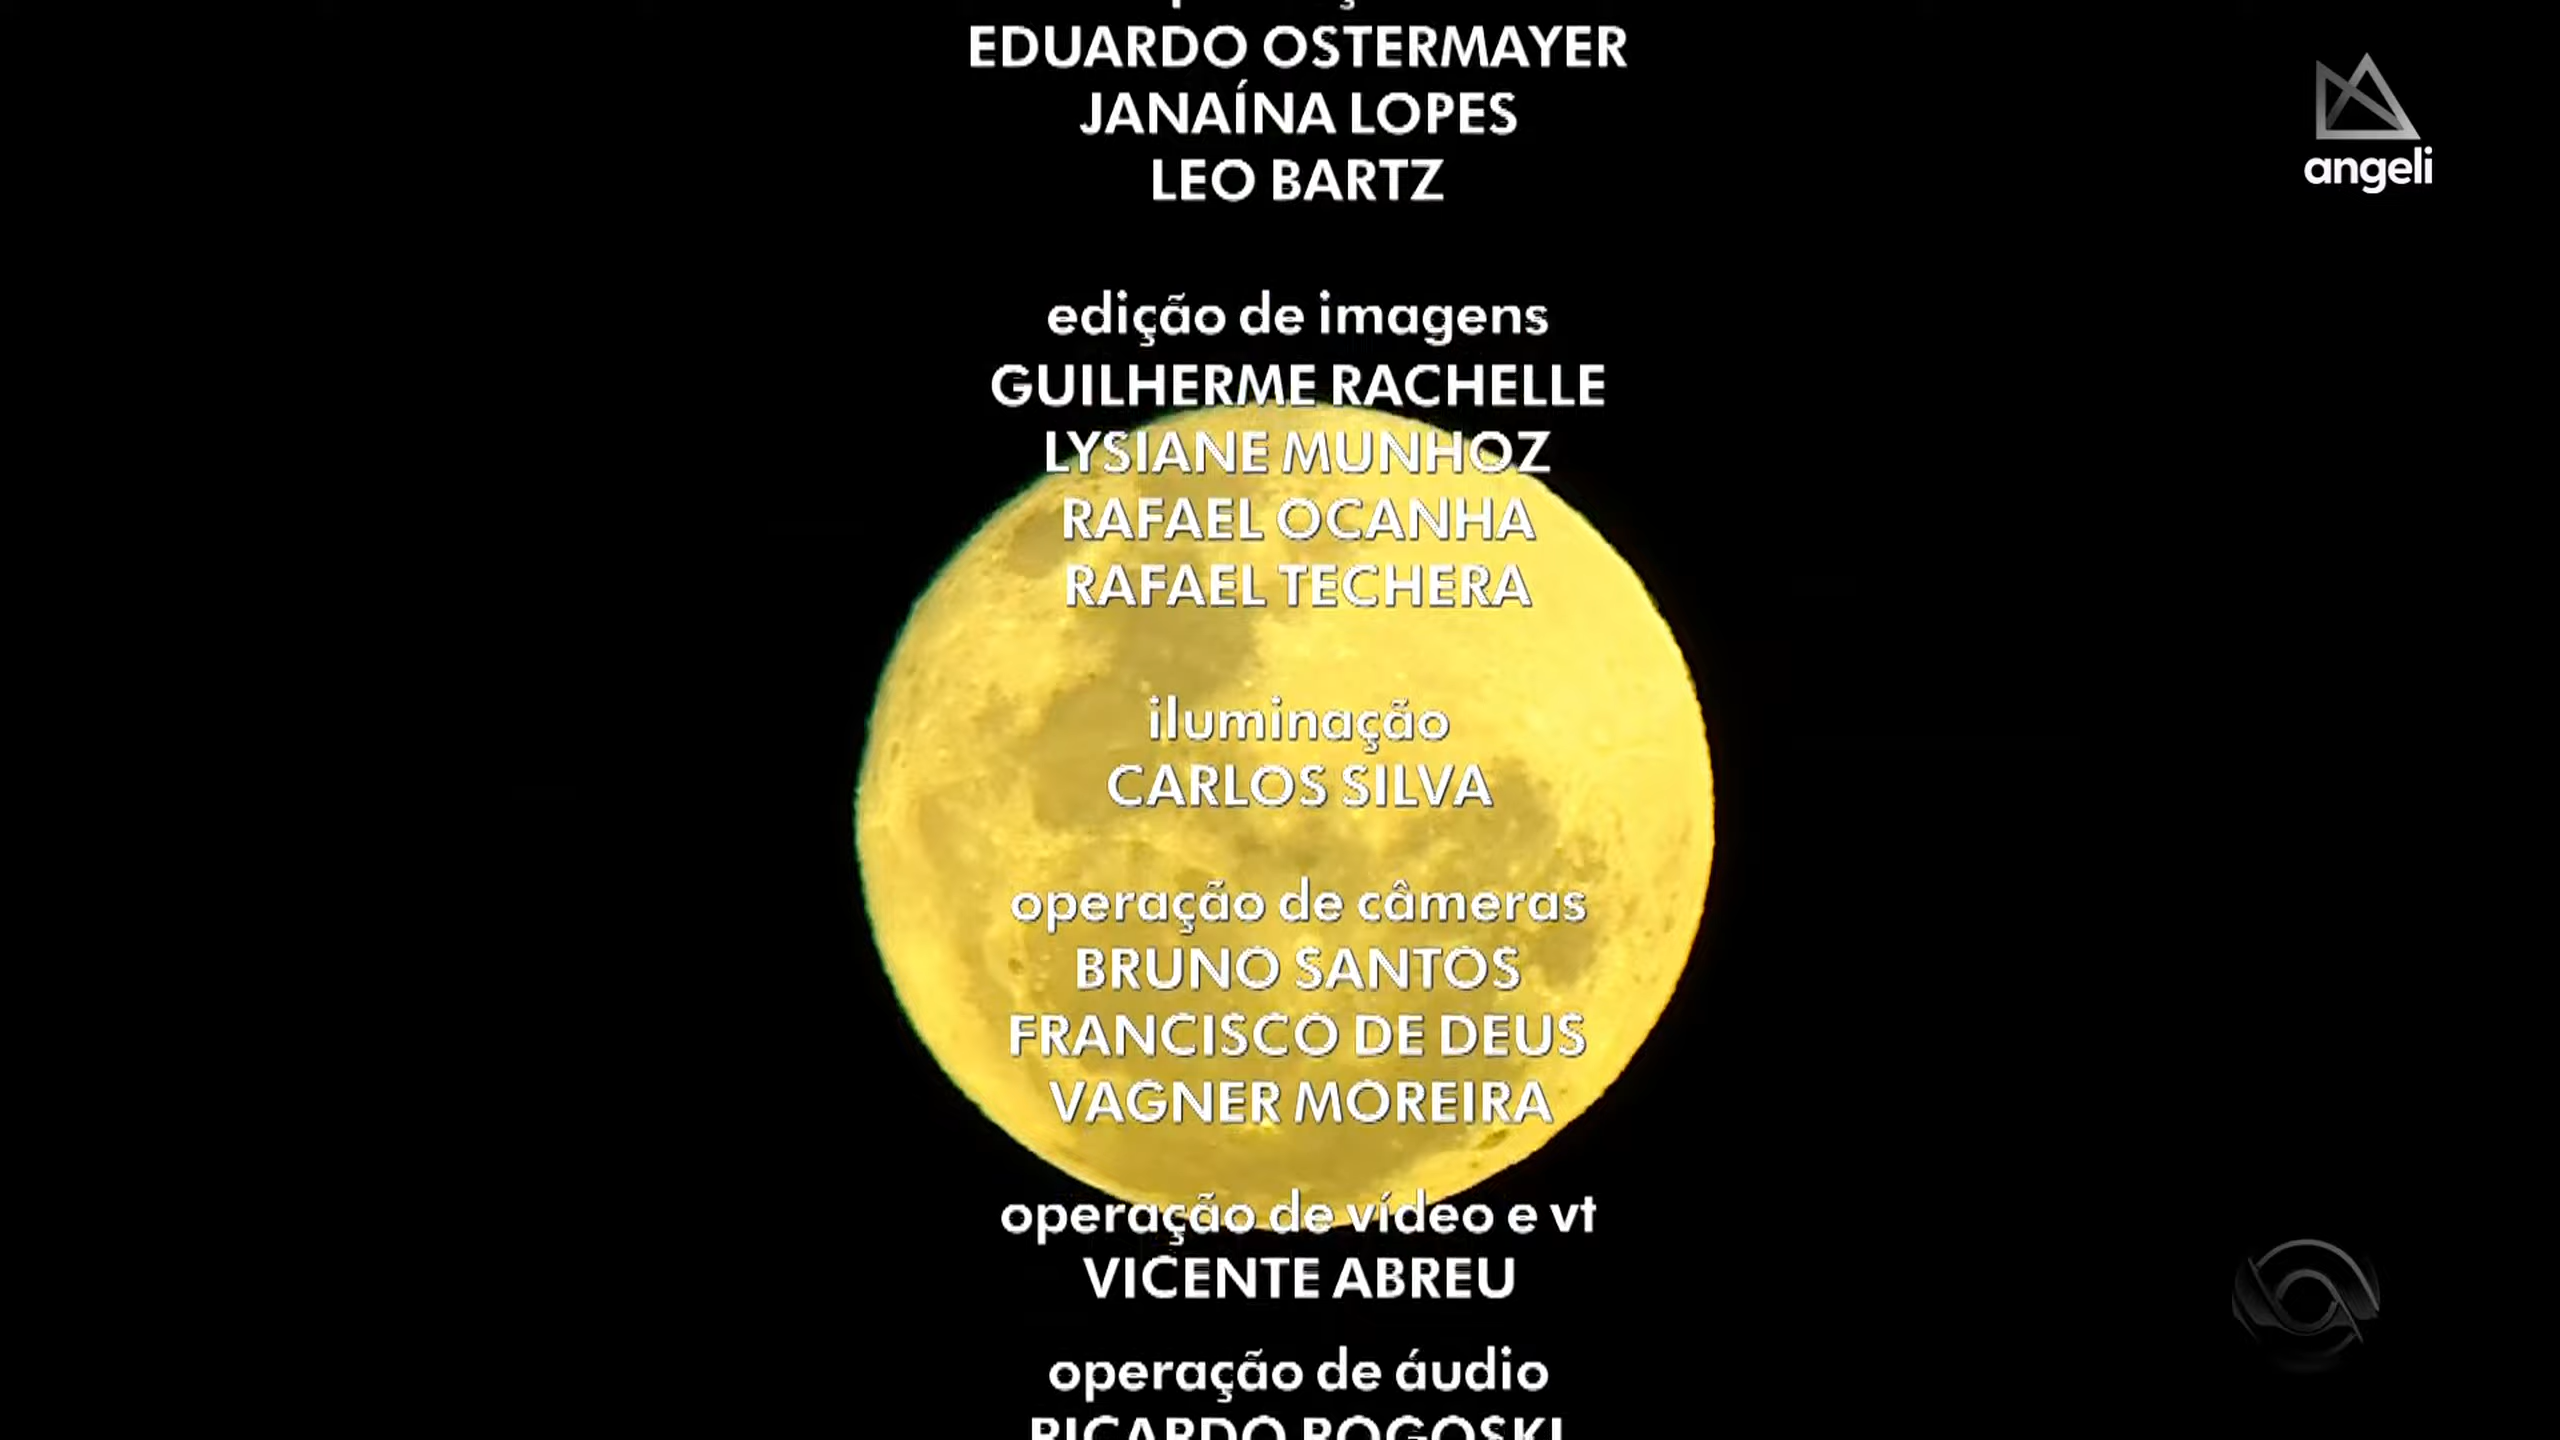 EDUARDO OSTERMAYER
JANAÍNA LOPES
LEO BARTZ
edição de imagens
GUILHERME RACHELLE
LYSIANE MUNHOZ
RAFAEL OCANHA
RAFAEL TECHERA
iluminação
CARLOS SILVA
operação de câmeras
BRUNO SANTOS
FRANCISCO DE DEUS
VAGNER MOREIRA
operação de vídeo e vt
VICENTE ABREU
operação de áudio
RICARDO ROGOSKI
angeli